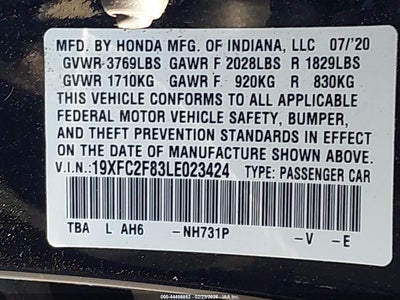 MFD. BY HONDA MFG. OF INDIANA, LLC 07/'20
GVWR 3769LBS GAWR F 2028LBS R 1829LBS
GVWR 1710KG GAWR F 920KG R 830KG
THIS VEHICLE CONFORMS TO ALL APPLICABLE
FEDERAL MOTOR VEHICLE SAFETY, BUMPER,
AND THEFT PREVENTION STANDARDS IN EFFECT
ON THE DATE OF MANUFACTURE SHOWN ABOVE.
V.I.N.: 19XFC2F83LE023424 TYPE: PASSENGER CAR
TBA L AH6 -NH731P -V -E